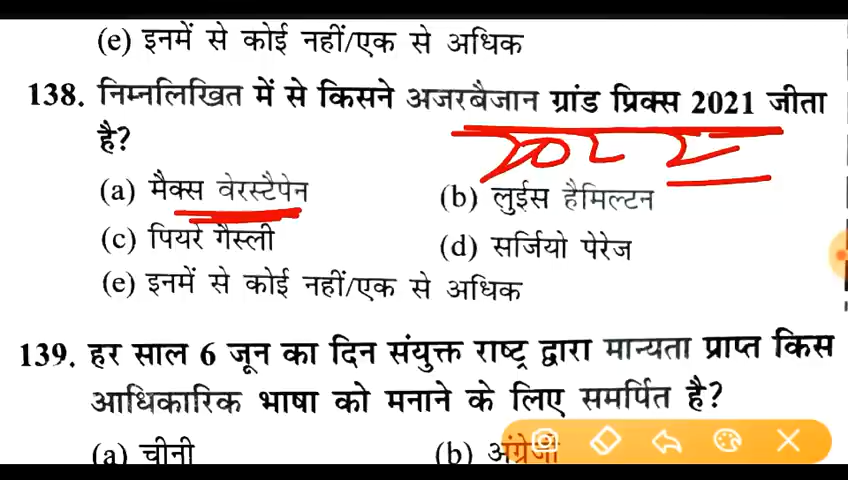 (e) इनमें से कोई नहीं/एक से अधिक
138. निम्नलिखित में से किसने अजरबैजान ग्रांड प्रिक्स 2021 जीता
है?
(a) मैक्स वेरस्टैपेन (b) लुईस हैमिल्टन
(c) पियरे गैस्ली (d) सर्जियो पेरेज
(e) इनमें से कोई नहीं/एक से अधिक
139. हर साल 6 जून का दिन संयुक्त राष्ट्र द्वारा मान्यता प्राप्त किस
आधिकारिक भाषा को मनाने के लिए समर्पित है?
(a) चीनी (b) अंग्रेजी